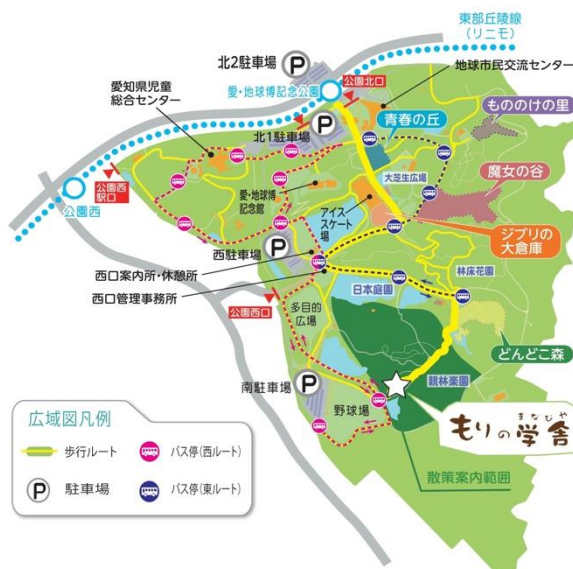 東部丘陵線
(リニモ)
北2駐車場
P
愛・地球博記念公園
公園北口
地球市民交流センター
愛知県児童
総合センター
北1駐車場
P
青春の丘
もののけの里
公園西
駅口
公園西
大芝生広場
魔女の谷
愛・地球博
記念館
アイス
スケート
場
ジブリの
大倉庫
西駐車場
P
西口案内所・休憩所
西口管理事務所
林床花園
日本庭園
公園西口
多目的
広場
どんどこ森
南駐車場
P
親林楽園
野球場
まなびや
もりの学舎
散策案内範囲
広域図凡例
歩行ルート
バス停(西ルート)
P
駐車場
バス停(東ルート)